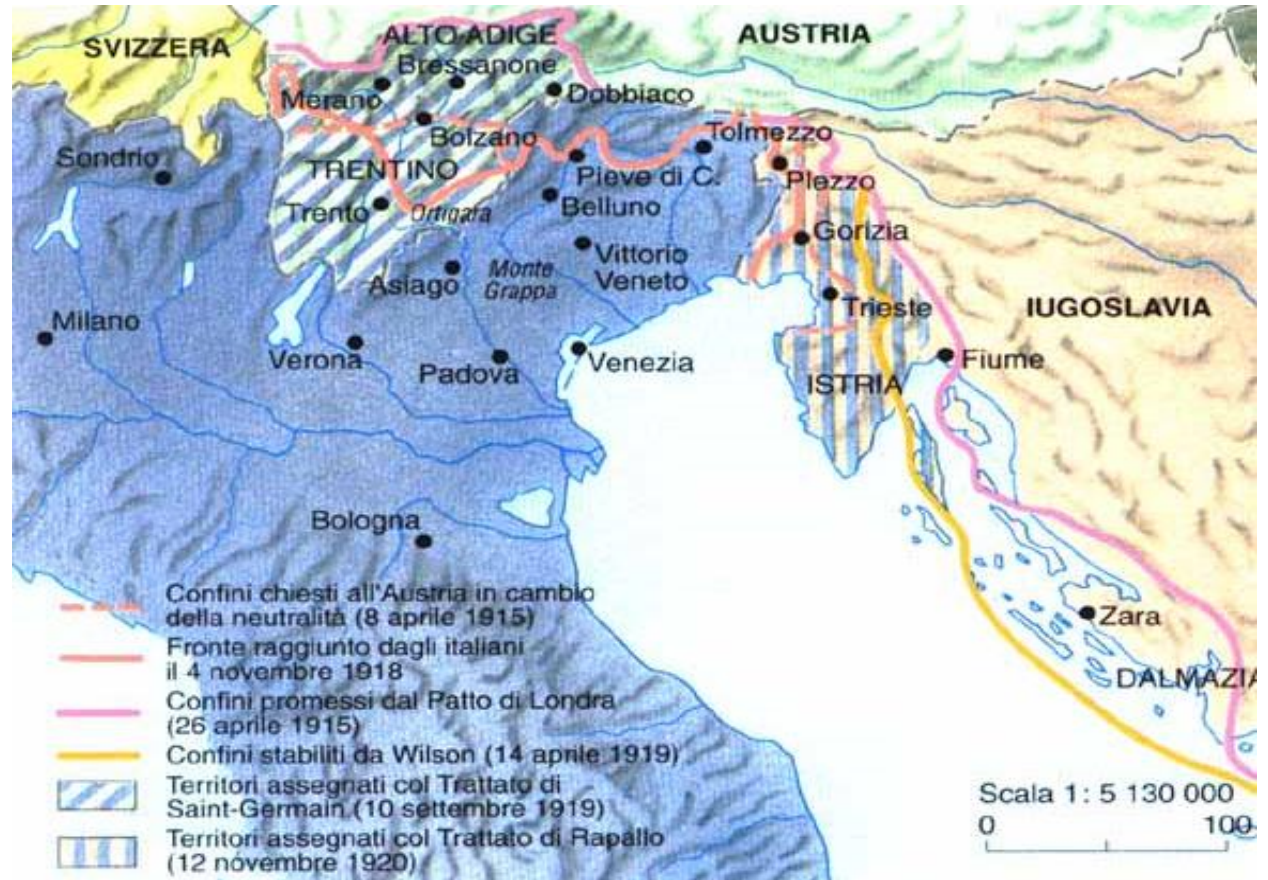 SVIZZERA
ALTO ADIGE
AUSTRIA
Bressanone
Merano
Dobbiaco
Bolzano
Tolmezzo
Sondrio
TRENTINO
Pieve di C.
Plezzo
Trento
Ortigara
Belluno
Gorizia
Asiago
Monte
Grappa
Vittorio
Veneto
Trieste
IUGOSLAVIA
Milano
Verona
Padova
Venezia
Fiume
ISTRIA
Bologna
Zara
DALMAZIA
Confini chiesti all'Austria in cambio
della neutralità (8 aprile 1915)
Fronte raggiunto dagli italiani
il 4 novembre 1918
Confini promessi dal Patto di Londra
(26 aprile 1915)
Confini stabiliti da Wilson (14 aprile 1919)
Territori assegnati col Trattato di
Saint-Germain (10 settembre 1919)
Territori assegnati col Trattato di Rapallo
(12 novembre 1920)
Scala 1: 5 130 000
0 100